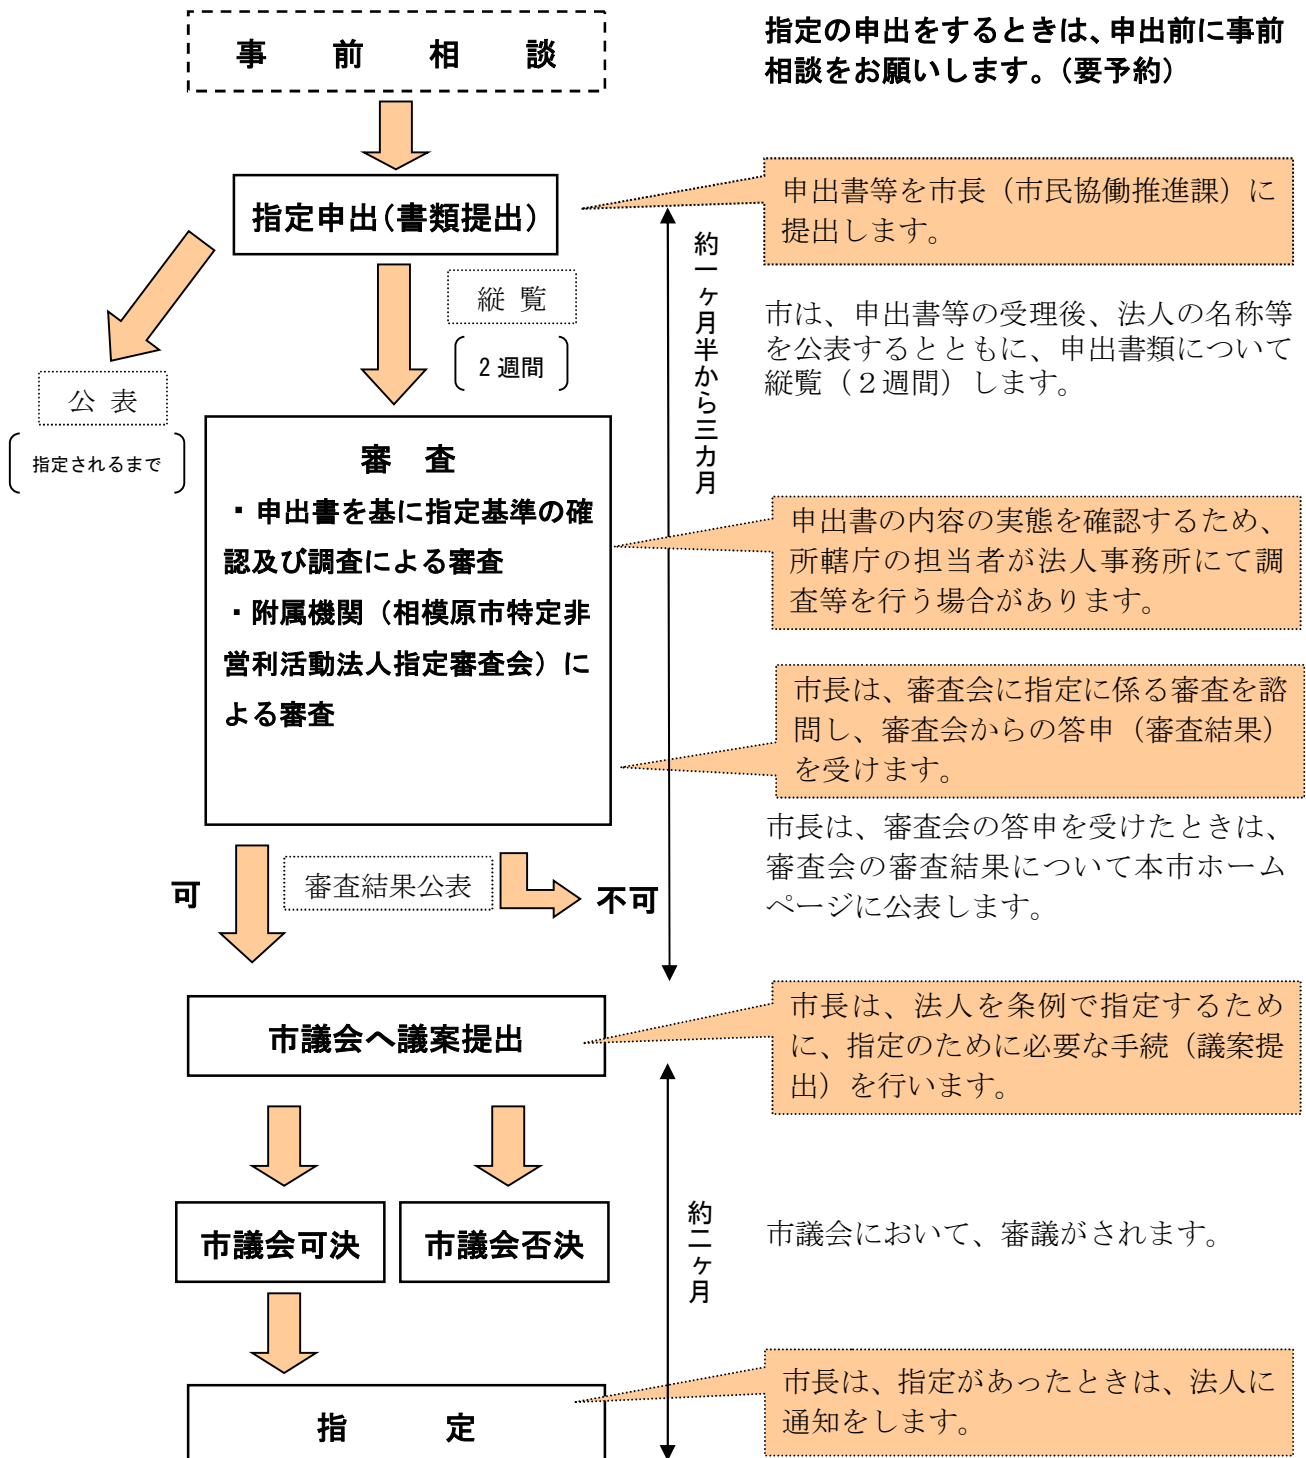 事前相談
指定の申出をするときは、申出前に事前
相談をお願いします。（要予約）
指定申出（書類提出）
申出書等を市長（市民協働推進課）に
提出します。
縦覧
2週間
公表
指定されるまで
約一ヶ月半から三カ月
市は、申出書等の受理後、法人の名称等
を公表するとともに、申出書類について
縦覧（２週間）します。
審査
・申出書を基に指定基準の確
認及び調査による審査
・附属機関（相模原市特定非
営利活動法人指定審査会）に
よる審査
申出書の内容の実態を確認するため、
所轄庁の担当者が法人事務所にて調
査等を行う場合があります。
市長は、審査会に指定に係る審査を諮
問し、審査会からの答申（審査結果）
を受けます。
市長は、審査会の答申を受けたときは、
審査会の審査結果について本市ホーム
ページに公表します。
可
審査結果公表
不可
市議会へ議案提出
市長は、法人を条例で指定するため
に、指定のために必要な手続（議案提
出）を行います。
市議会可決
市議会否決
約二ヶ月
市議会において、審議がされます。
指定
市長は、指定があったときは、法人に
通知をします。